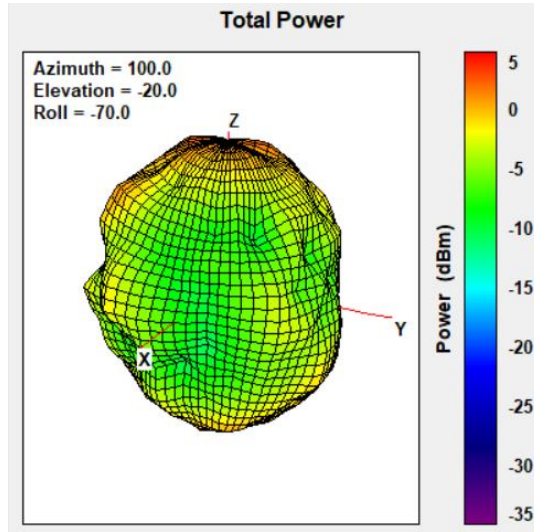 Total Power
Azimuth = 100.0
Elevation = -20.0
Roll = -70.0
Z
Y
X
Power (dBm)
5
0
-5
-10
-15
-20
-25
-30
-35